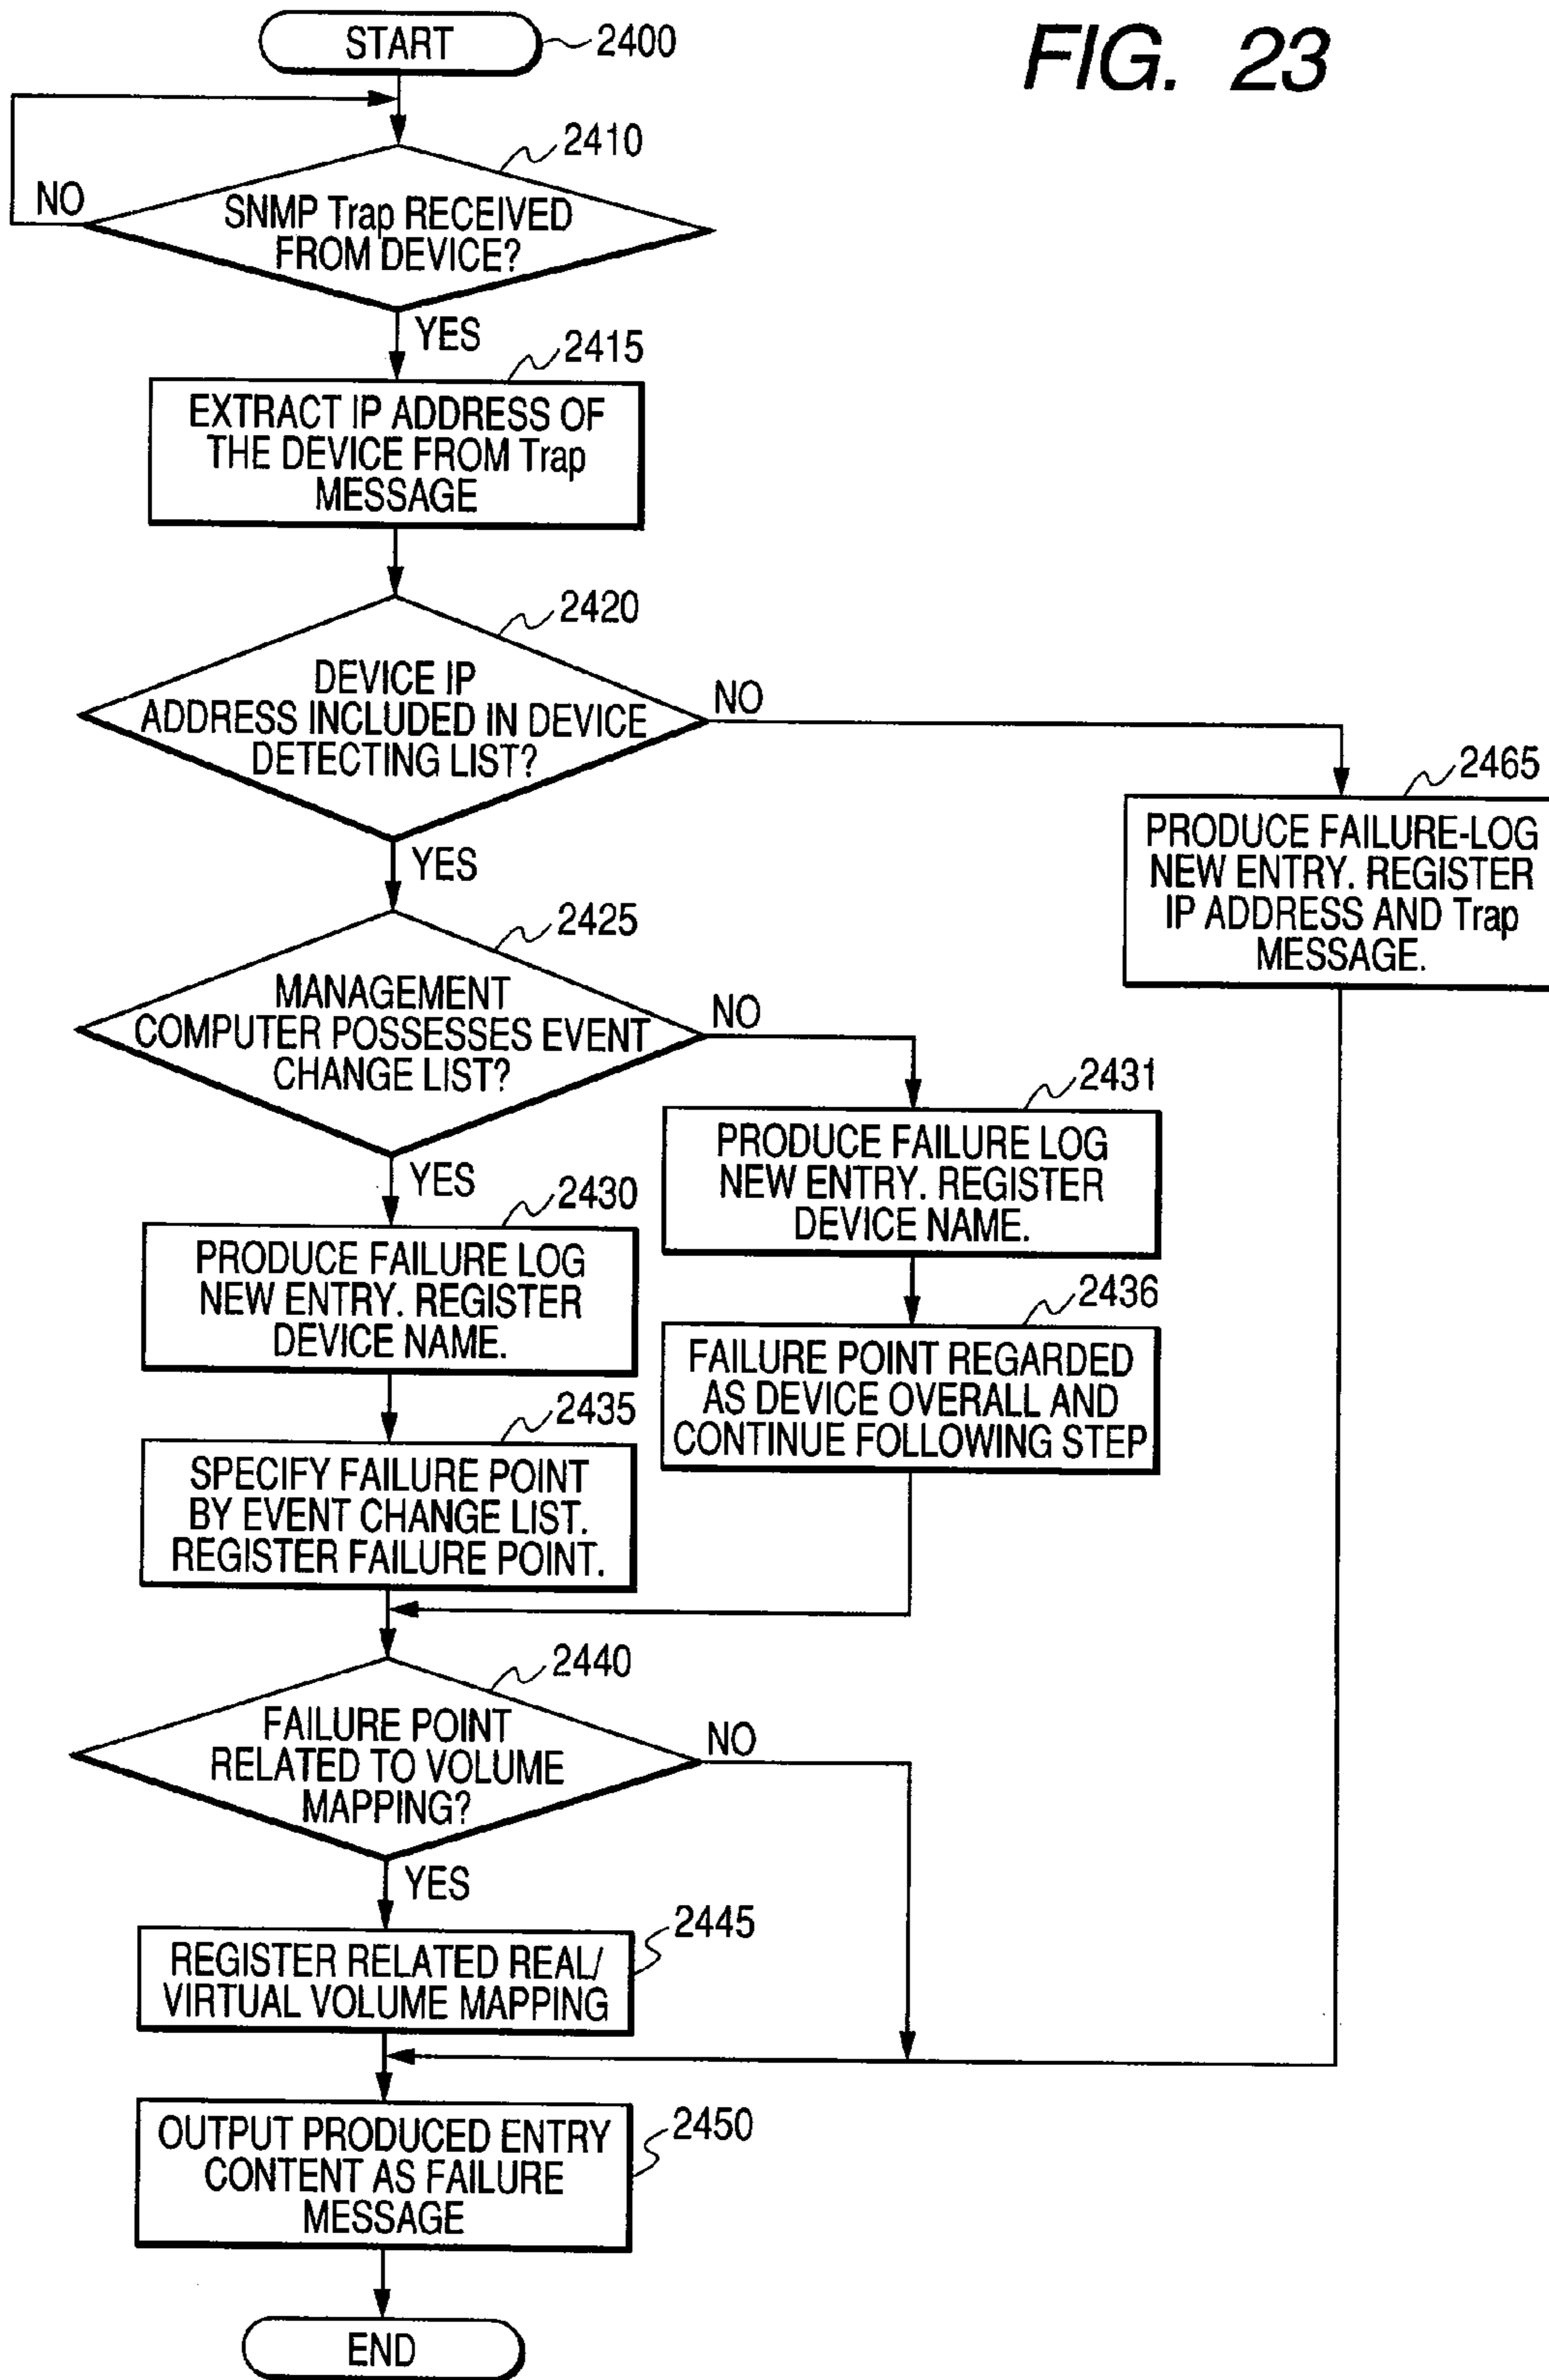 FIG. 23
START
2400
2410
NO
SNMP Trap RECEIVED
FROM DEVICE?
YES
2415
EXTRACT IP ADDRESS OF
THE DEVICE FROM Trap
MESSAGE
2420
DEVICE IP
ADDRESS INCLUDED IN DEVICE
DETECTING LIST?
NO
YES
2465
PRODUCE FAILURE-LOG
NEW ENTRY. REGISTER
IP ADDRESS AND Trap
MESSAGE.
2425
MANAGEMENT
COMPUTER POSSESSES EVENT
CHANGE LIST?
NO
YES
2431
PRODUCE FAILURE LOG
NEW ENTRY. REGISTER
DEVICE NAME.
2430
PRODUCE FAILURE LOG
NEW ENTRY. REGISTER
DEVICE NAME.
2436
FAILURE POINT REGARDED
AS DEVICE OVERALL AND
CONTINUE FOLLOWING STEP
2435
SPECIFY FAILURE POINT
BY EVENT CHANGE LIST.
REGISTER FAILURE POINT.
2440
FAILURE POINT
RELATED TO VOLUME
MAPPING?
NO
YES
2445
REGISTER RELATED REAL/
VIRTUAL VOLUME MAPPING
2450
OUTPUT PRODUCED ENTRY
CONTENT AS FAILURE
MESSAGE
END